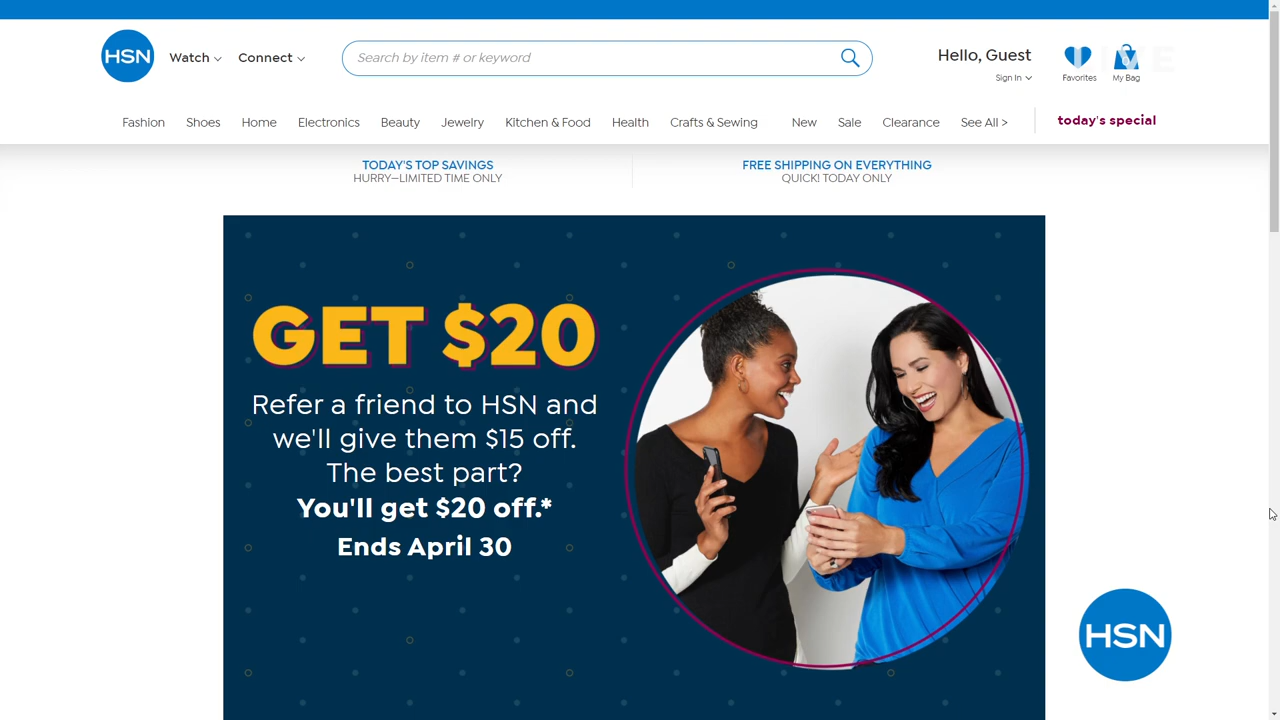 HSN
Watch
Connect
Search by item # or keyword
Hello, Guest
Sign In
Favorites
My Bag
0
Fashion
Shoes
Home
Electronics
Beauty
Jewelry
Kitchen & Food
Health
Crafts & Sewing
New
Sale
Clearance
See All >
today's special
TODAY'S TOP SAVINGS
HURRY—LIMITED TIME ONLY
FREE SHIPPING ON EVERYTHING
QUICK! TODAY ONLY
GET $20
Refer a friend to HSN and
we'll give them $15 off.
The best part?
You'll get $20 off.*
Ends April 30
HSN